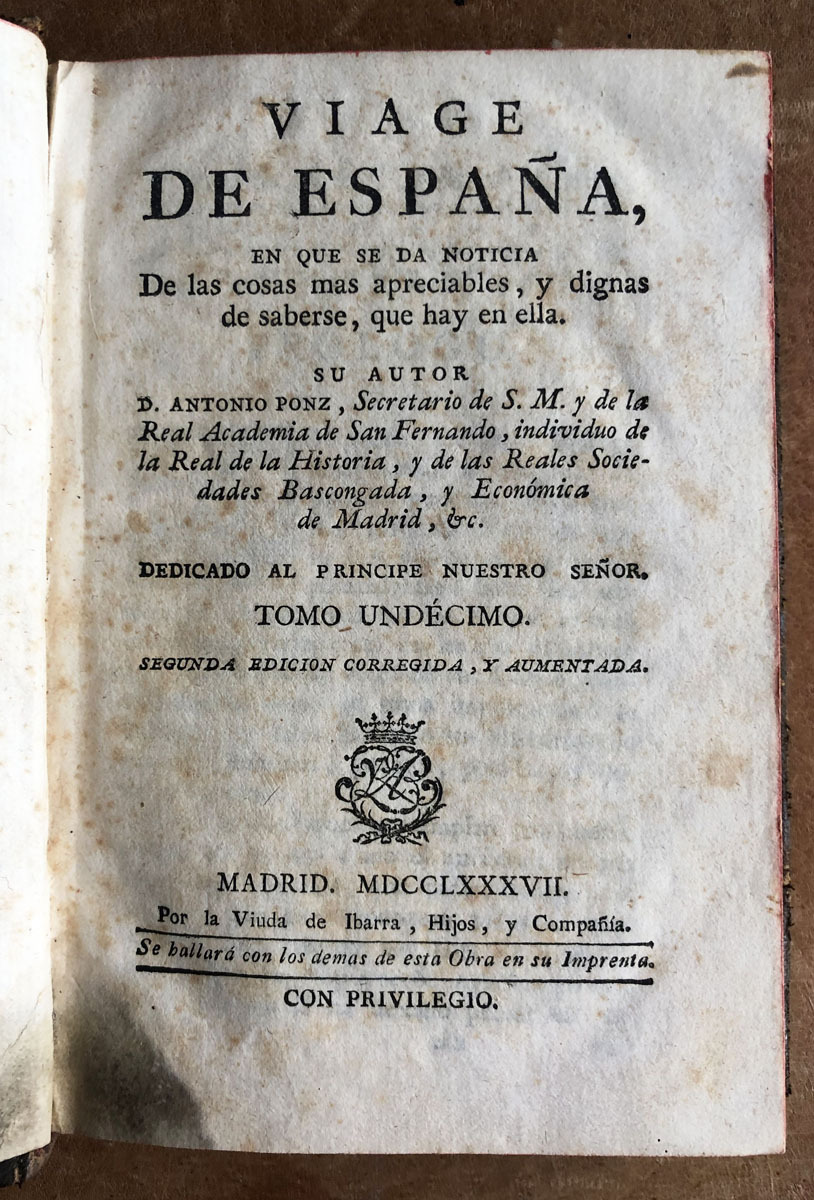 VIAGE
DE ESPAÑA,
EN QUE SE DA NOTICIA
De las cosas mas apreciables, y dignas
de saberse, que hay en ella.
SU AUTOR
D. ANTONIO PONZ, Secretario de S. M. y de la
Real Academia de San Fernando, individuo de
la Real de la Historia, y de las Reales Socie-
dades Bascongada, y Económica
de Madrid, &c.
DEDICADO AL PRINCIPE NUESTRO SEÑOR.
TOMO UNDÉCIMO.
SEGUNDA EDICION CORREGIDA, Y AUMENTADA.
MADRID. MDCCLXXXVII.
Por la Viuda de Ibarra, Hijos, y Compañía.
Se hallará con los demas de esta Obra en su Imprenta.
CON PRIVILEGIO.